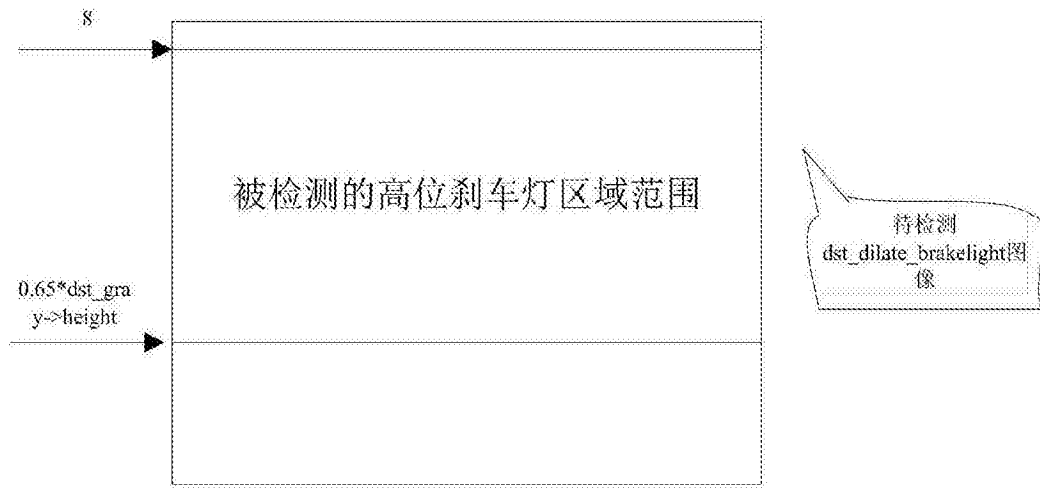 8
被检测的高位刹车灯区域范围
待检测
dst_dilate_brakelight图
像
0.65*dst_gra
y->height